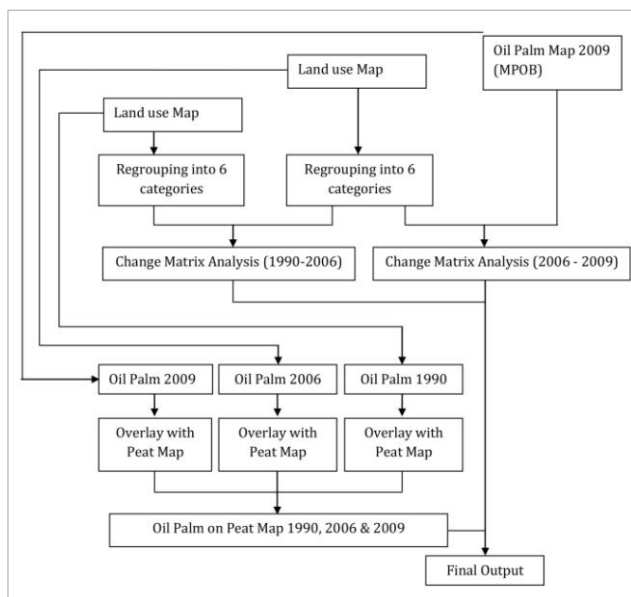 Oil Palm Map 2009
(MPOB)
Land use Map
Land use Map
Regrouping into 6
categories
Regrouping into 6
categories
Change Matrix Analysis (1990-2006)
Change Matrix Analysis (2006 - 2009)
Oil Palm 2009
Oil Palm 2006
Oil Palm 1990
Overlay with
Peat Map
Overlay with
Peat Map
Overlay with
Peat Map
Oil Palm on Peat Map 1990, 2006 & 2009
Final Output